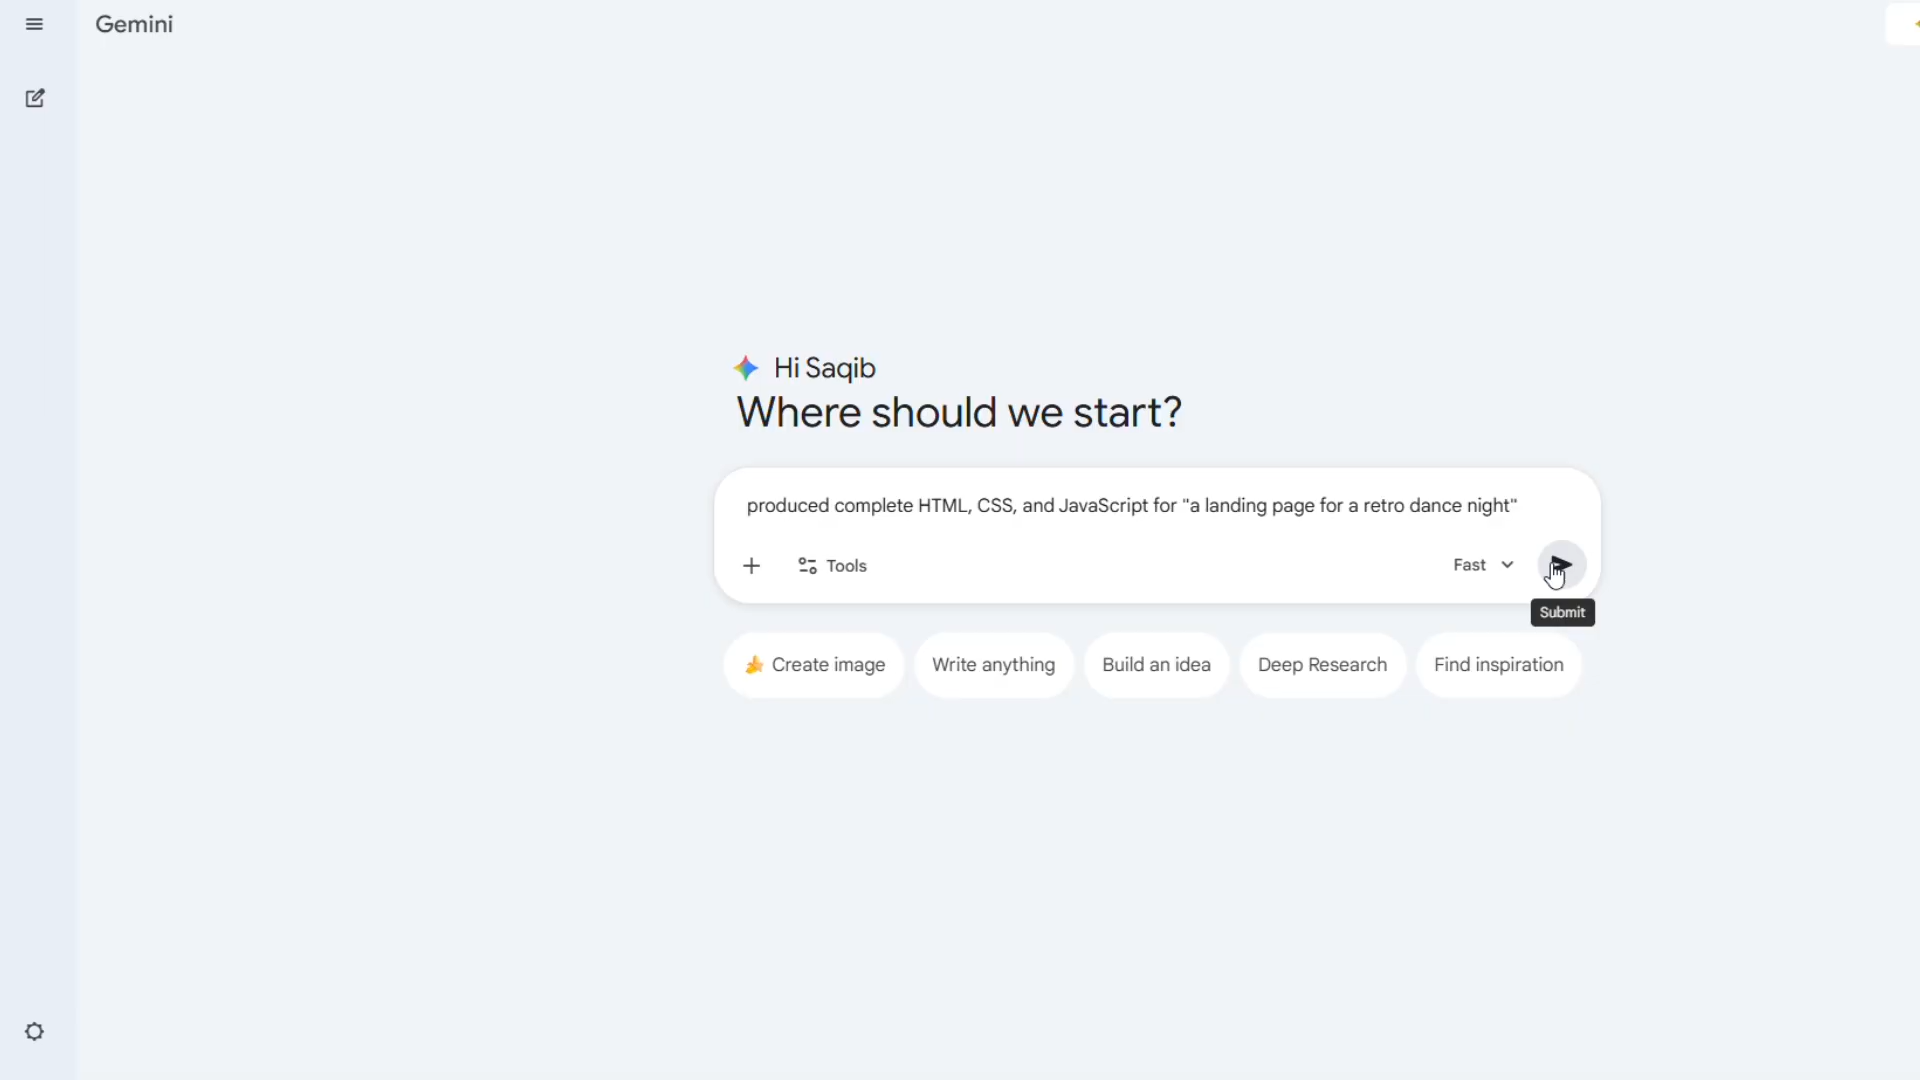 Gemini
Hi Saqib
Where should we start?
produced complete HTML, CSS, and JavaScript for "a landing page for a retro dance night"
Tools
Fast
Submit
Create image
Write anything
Build an idea
Deep Research
Find inspiration